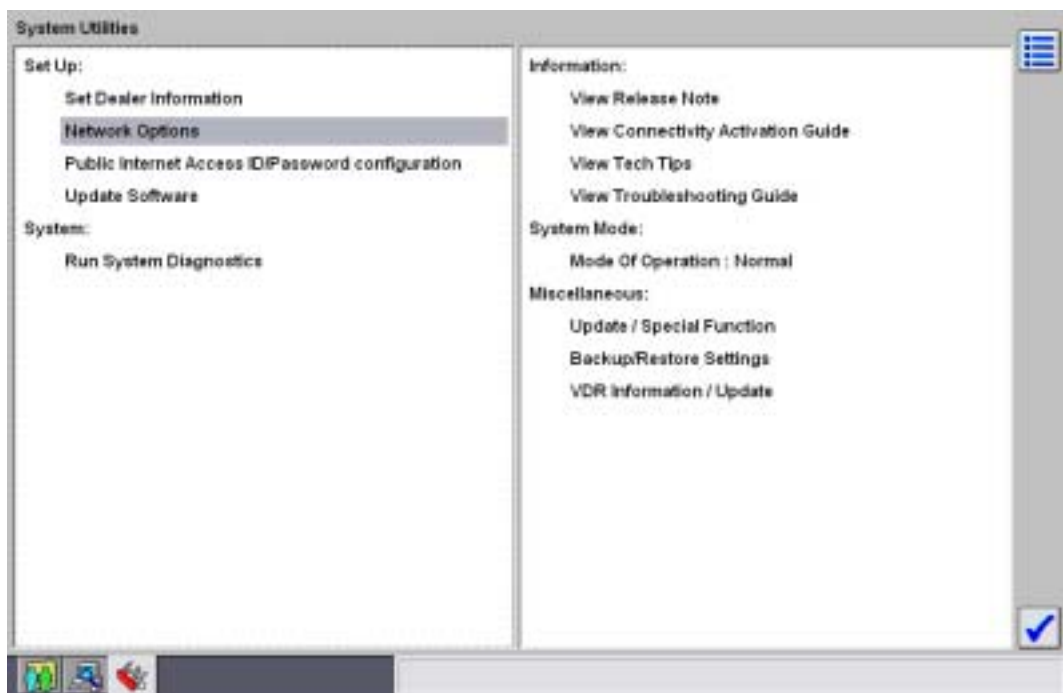 System Utilities
Set Up:
Set Dealer Information
Network Options
Public Internet Access ID/Password configuration
Update Software
System:
Run System Diagnostics
Information:
View Release Note
View Connectivity Activation Guide
View Tech Tips
View Troubleshooting Guide
System Mode:
Mode Of Operation : Normal
Miscellaneous:
Update / Special Function
Backup/Restore Settings
VDR Information / Update